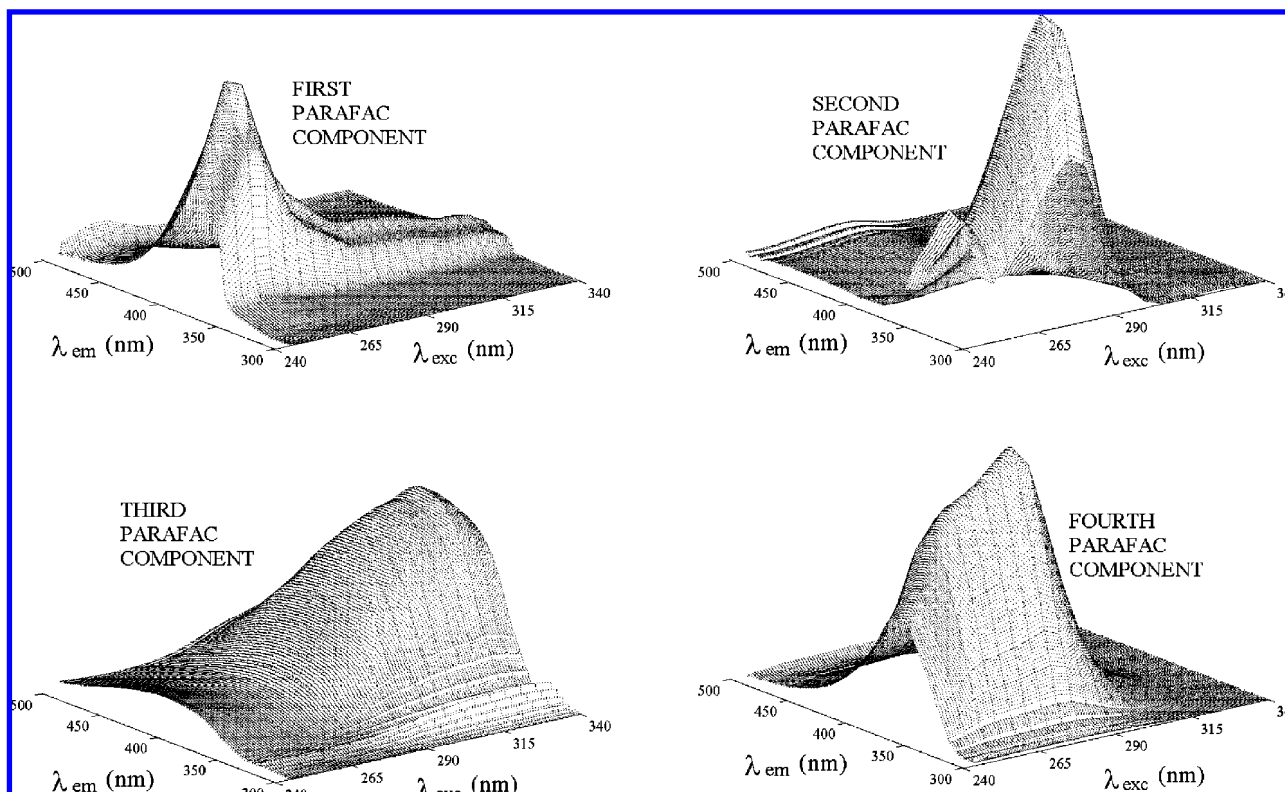 FIRST
PARAFAC
COMPONENT
500
450
400
350
300
240
265
290
315
340
λ em (nm)
λ exc (nm)
SECOND
PARAFAC
COMPONENT
500
450
400
350
300
240
265
290
315
λ em (nm)
λ exc (nm)
THIRD
PARAFAC
COMPONENT
500
450
400
350
265
290
315
340
λ em (nm)
λ exc (nm)
FOURTH
PARAFAC
COMPONENT
500
450
400
350
300
240
265
290
315
λ em (nm)
λ exc (nm)